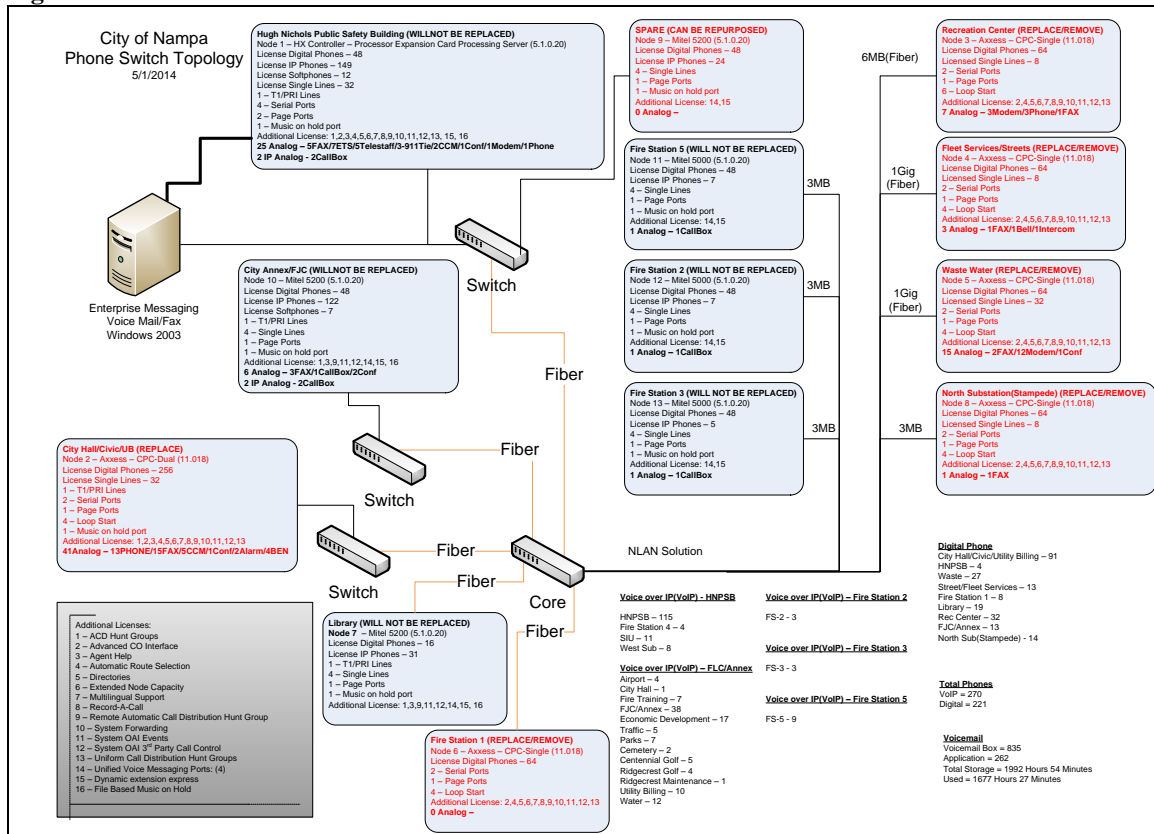 City of Nampa
Phone Switch Topology
5/1/2014
Hugh Nichols Public Safety Building (WILLNOT BE REPLACED)
Node 1 – HX Controller – Processor Expansion Card Processing Server (5.1.0.20)
License Digital Phones – 48
License IP Phones – 149
License Softphones – 12
License Single Lines – 32
1 – T1/PRI Lines
4 – Serial Ports
2 – Page Ports
1 – Music on hold port
Additional License: 1,2,3,4,5,6,7,8,9,10,11,12,13, 15, 16
25 Analog – 5FAX/7ETS/5Telestaff/3-911Tie/2CCM/1Conf/1Modem/1Phone
2 IP Analog - 2CallBox
SPARE (CAN BE REPURPOSED)
Node 9 – Mitel 5200 (5.1.0.20)
License Digital Phones – 48
License IP Phones – 24
4 – Single Lines
1 – Page Ports
1 – Music on hold port
Additional License: 14,15
0 Analog –
6MB(Fiber)
Recreation Center (REPLACE/REMOVE)
Node 3 – Axxess – CPC-Single (11.018)
License Digital Phones – 64
Licensed Single Lines – 8
2 – Serial Ports
1 – Page Ports
6 – Loop Start
Additional License: 2,4,5,6,7,8,9,10,11,12,13
7 Analog – 3Modem/3Phone/1FAX
Fire Station 5 (WILL NOT BE REPLACED)
Node 11 – Mitel 5000 (5.1.0.20)
License Digital Phones – 48
License IP Phones – 7
4 – Single Lines
1 – Page Ports
1 – Music on hold port
Additional License: 14,15
1 Analog – 1CallBox
3MB
1Gig
(Fiber)
Fleet Services/Streets (REPLACE/REMOVE)
Node 4 – Axxess – CPC-Single (11.018)
License Digital Phones – 64
Licensed Single Lines – 8
2 – Serial Ports
1 – Page Ports
4 – Loop Start
Additional License: 2,4,5,6,7,8,9,10,11,12,13
3 Analog – 1FAX/1Bell/1Intercom
Enterprise Messaging
Voice Mail/Fax
Windows 2003
Switch
City Annex/FJC (WILLNOT BE REPLACED)
Node 10 – Mitel 5200 (5.1.0.20)
License Digital Phones – 48
License IP Phones – 122
License Softphones – 7
1 – T1/PRI Lines
4 – Single Lines
1 – Page Ports
1 – Music on hold port
Additional License: 1,3,9,11,12,14,15, 16
6 Analog – 3FAX/1CallBox/2Conf
2 IP Analog - 2CallBox
Fiber
Fire Station 2 (WILL NOT BE REPLACED)
Node 12 – Mitel 5000 (5.1.0.20)
License Digital Phones – 48
License IP Phones – 7
4 – Single Lines
1 – Page Ports
1 – Music on hold port
Additional License: 14,15
1 Analog – 1CallBox
3MB
1Gig
(Fiber)
Waste Water (REPLACE/REMOVE)
Node 5 – Axxess – CPC-Single (11.018)
License Digital Phones – 64
Licensed Single Lines – 32
2 – Serial Ports
1 – Page Ports
4 – Loop Start
Additional License: 2,4,5,6,7,8,9,10,11,12,13
15 Analog – 2FAX/12Modem/1Conf
Fire Station 3 (WILL NOT BE REPLACED)
Node 13 – Mitel 5000 (5.1.0.20)
License Digital Phones – 48
License IP Phones – 5
4 – Single Lines
1 – Page Ports
1 – Music on hold port
Additional License: 14,15
1 Analog – 1CallBox
3MB
3MB
North Substation(Stampede) (REPLACE/REMOVE)
Node 8 – Axxess – CPC-Single (11.018)
License Digital Phones – 64
Licensed Single Lines – 8
2 – Serial Ports
1 – Page Ports
4 – Loop Start
Additional License: 2,4,5,6,7,8,9,10,11,12,13
1 Analog – 1FAX
City Hall/Civic/UB (REPLACE)
Node 2 – Axxess – CPC-Dual (11.018)
License Digital Phones – 256
License Single Lines – 32
1 – T1/PRI Lines
2 – Serial Ports
1 – Page Ports
4 – Loop Start
1 – Music on hold port
Additional License: 1,2,3,4,5,6,7,8,9,10,11,12,13
41Analog – 13PHONE/15FAX/5CCM/1Conf/2Alarm/4BEN
Switch
Fiber
Switch
Fiber
Fiber
Core
Fiber
NLAN Solution
Library (WILL NOT BE REPLACED)
Node 7 – Mitel 5200 (5.1.0.20)
License Digital Phones – 16
License IP Phones – 31
1 – T1/PRI Lines
4 – Single Lines
2 – Page Ports
1 – Music on hold port
Additional License: 1,3,9,11,12,14,15, 16
Fire Station 1 (REPLACE/REMOVE)
Node 6 – Axxess – CPC-Single (11.018)
License Digital Phones – 64
2 – Serial Ports
1 – Page Ports
4 – Loop Start
Additional License: 2,4,5,6,7,8,9,10,11,12,13
0 Analog –
Additional Licenses:
1 – ACD Hunt Groups
2 – Advanced CO Interface
3 – Agent Help
4 – Automatic Route Selection
5 – Directories
6 – Extended Node Capacity
7 – Multilingual Support
8 – Record-A-Call
9 – Remote Automatic Call Distribution Hunt Group
10 – System Forwarding
11 – System OAI Events
12 – System OAI 3rd Party Call Control
13 – Uniform Call Distribution Hunt Groups
14 – Unified Voice Messaging Ports: (4)
15 – Dynamic extension express
16 – File Based Music on Hold
Voice over IP(VoIP) - HNPSB
HNPSB – 115
Fire Station 4 – 4
SIU – 11
West Sub – 8
Voice over IP(VoIP) – FLC/Annex
Airport – 4
City Hall – 1
Fire Training – 7
FJC/Annex – 38
Economic Development – 17
Traffic – 5
Parks – 7
Cemetery – 2
Centennial Golf – 5
Ridgecrest Golf – 4
Ridgecrest Maintenance – 1
Utility Billing – 10
Water – 12
Voice over IP(VoIP) – Fire Station 2
FS-2 - 3
Voice over IP(VoIP) – Fire Station 3
FS-3 - 3
Voice over IP(VoIP) – Fire Station 5
FS-5 - 9
Digital Phone
City Hall/Civic/Utility Billing – 91
HNPSB – 4
Waste – 27
Street/Fleet Services – 13
Fire Station 1 – 8
Library – 19
Rec Center – 32
FJC/Annex – 13
North Sub(Stampede) - 14
Total Phones
VoIP = 270
Digital = 221
Voicemail
Voicemail Box = 835
Application = 262
Total Storage = 1992 Hours 54 Minutes
Used = 1677 Hours 27 Minutes